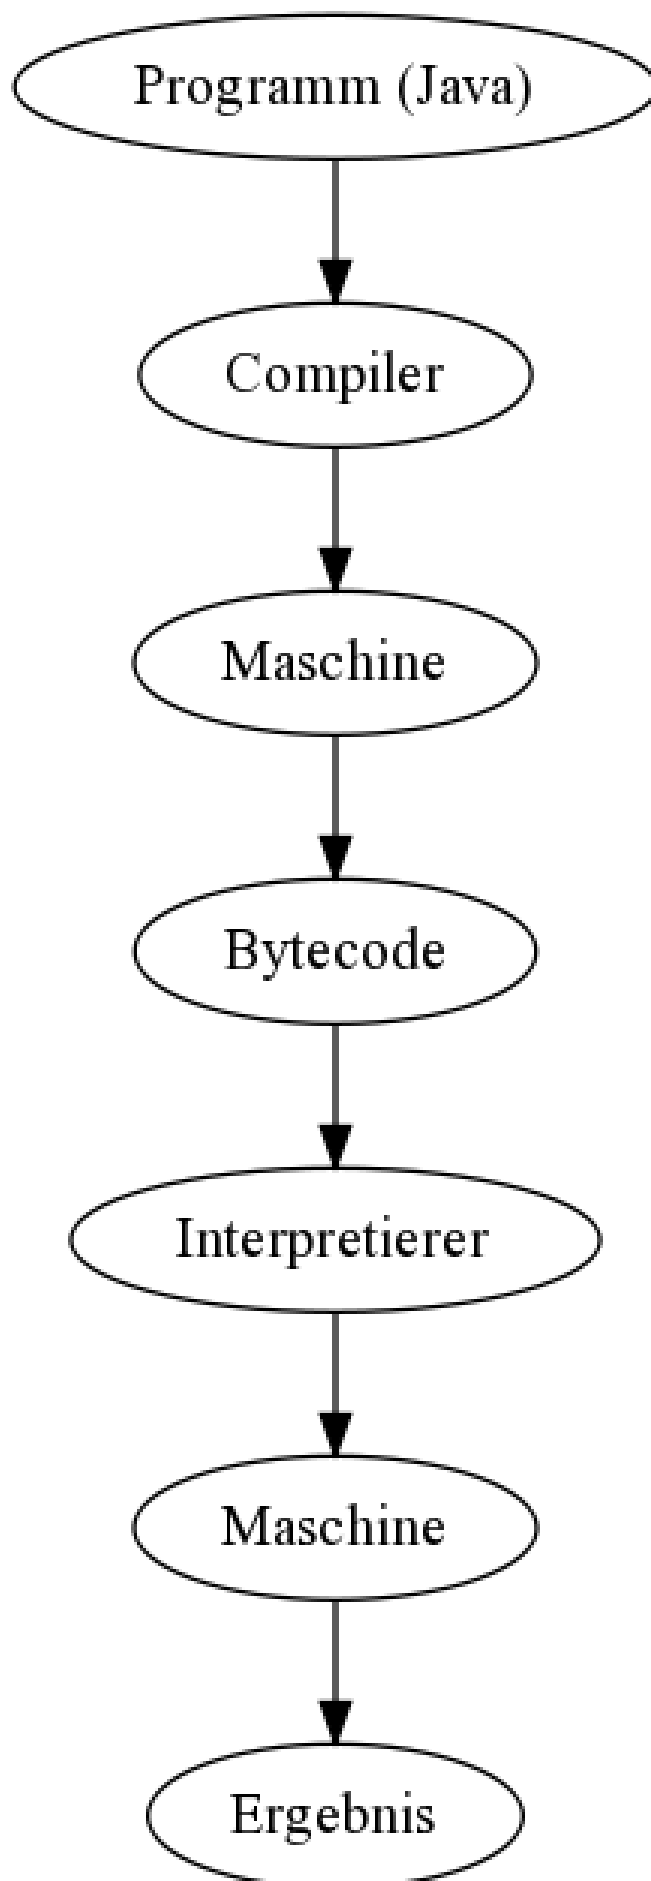 Programm (Java)
Compiler
Maschine
Bytecode
Interpretierer
Maschine
Ergebnis